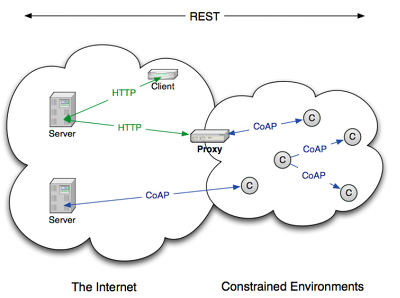 REST
HTTP
Client
Server
HTTP
Proxy
CoAP
C
C
CoAP
C
CoAP
C
C
CoAP
Server
The Internet
Constrained Environments